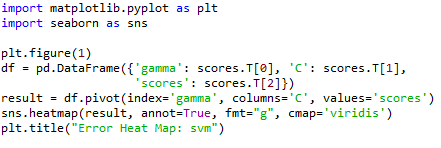 import matplotlib.pyplot as plt
import seaborn as sns
plt.figure(1)
df = pd.DataFrame({'gamma': scores.T[0], 'C': scores.T[1],
'scores': scores.T[2]})
result = df.pivot(index='gamma', columns='C', values='scores')
sns.heatmap(result, annot=True, fmt="g", cmap='viridis')
plt.title("Error Heat Map: svm")